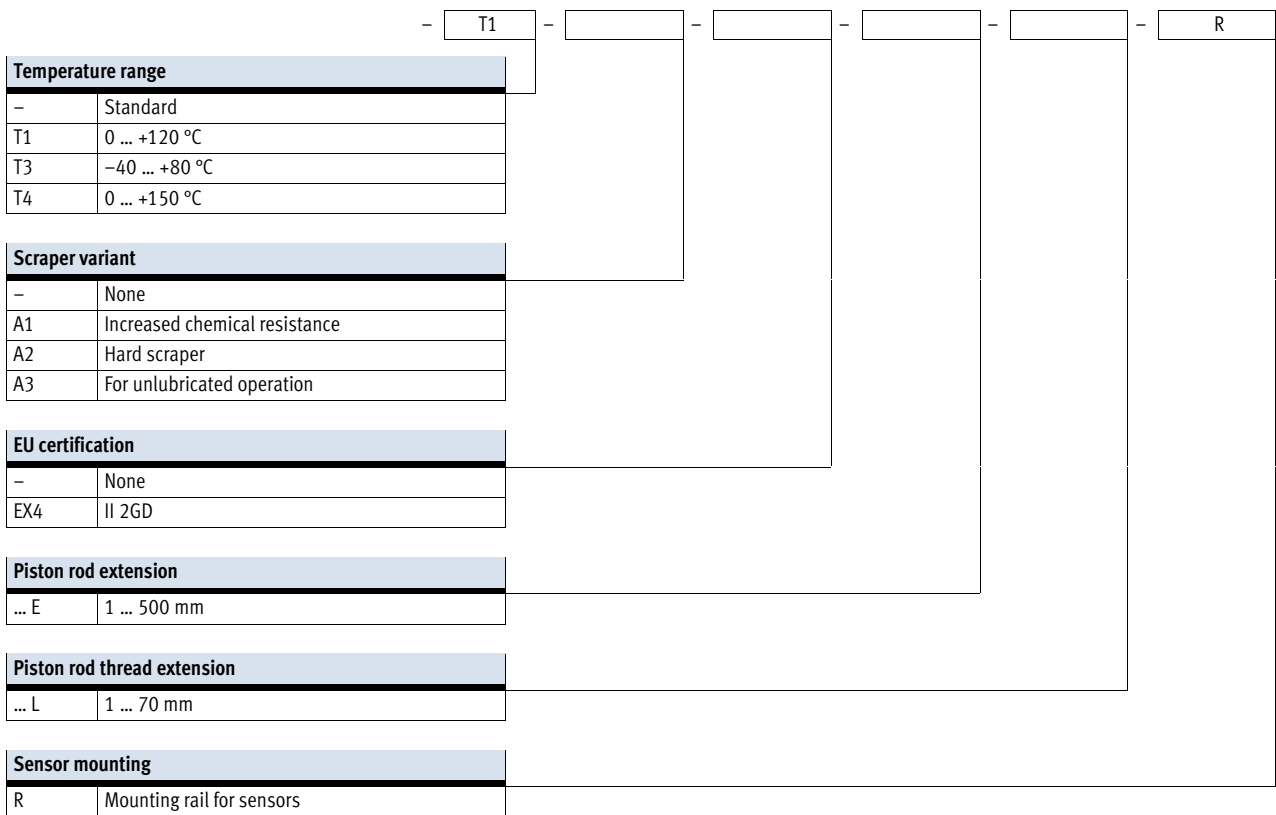 – T1 – – – – – R
Temperature range
– Standard
T1 0 ... +120 °C
T3 –40 ... +80 °C
T4 0 ... +150 °C
Scraper variant
– None
A1 Increased chemical resistance
A2 Hard scraper
A3 For unlubricated operation
EU certification
– None
EX4 II 2GD
Piston rod extension
... E 1 ... 500 mm
Piston rod thread extension
... L 1 ... 70 mm
Sensor mounting
R Mounting rail for sensors